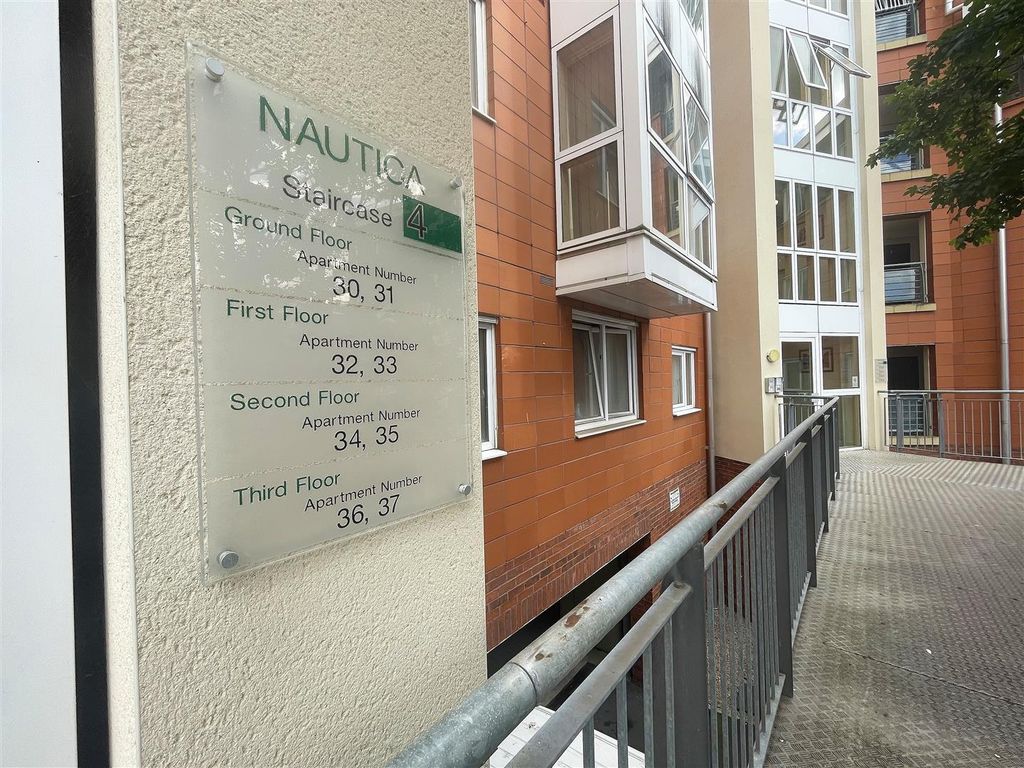 NAUTICA
Staircase 4
Ground Floor
Apartment Number
30, 31
First Floor
Apartment Number
32, 33
Second Floor
Apartment Number
34, 35
Third Floor
Apartment Number
36, 37